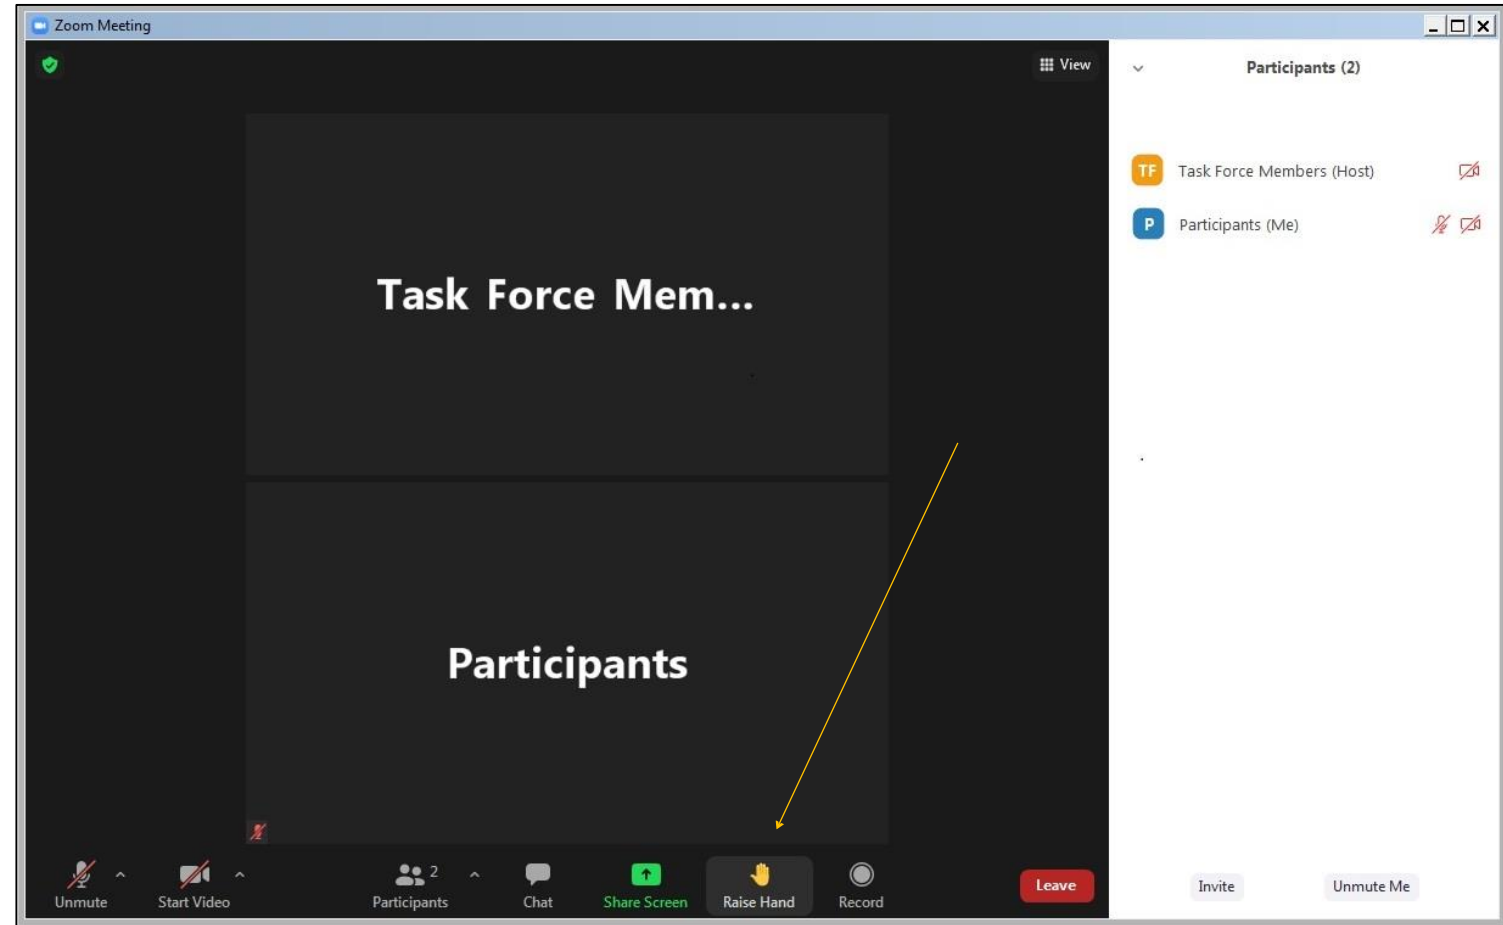 Zoom Meeting
View
Participants (2)
TF Task Force Members (Host)
P Participants (Me)
Task Force Mem...
Participants
Unmute
Start Video
2
Participants
Chat
Share Screen
Raise Hand
Record
Leave
Invite
Unmute Me